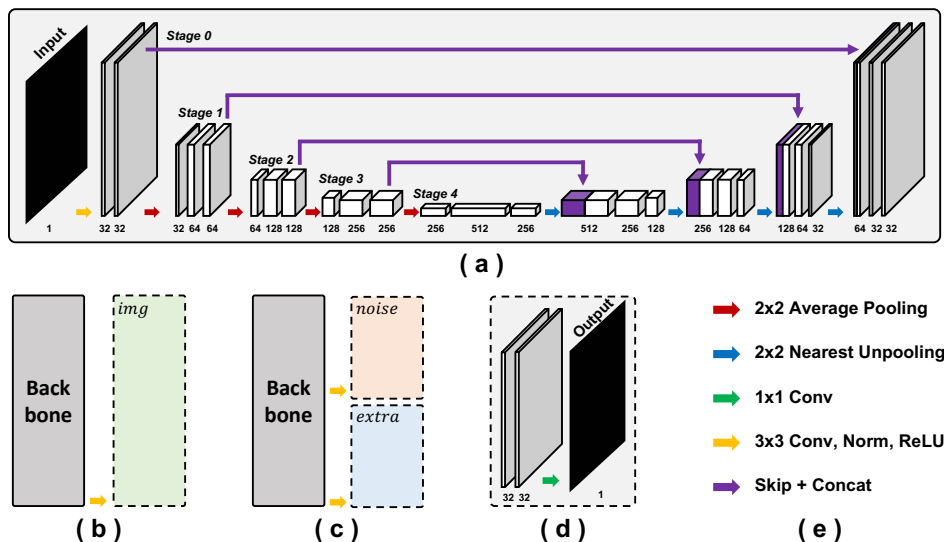 Input
Stage 0
Stage 1
Stage 2
Stage 3
Stage 4
1
32 32
32 64 64
64 128 128
128 256 256
256 512 256
512 256 128
256 128 64
128 64 32
64 32 32
( a )
Back
bone
img
( b )
Back
bone
noise
extra
( c )
Output
32 32
1
( d )
2x2 Average Pooling
2x2 Nearest Unpooling
1x1 Conv
3x3 Conv, Norm, ReLU
Skip + Concat
( e )